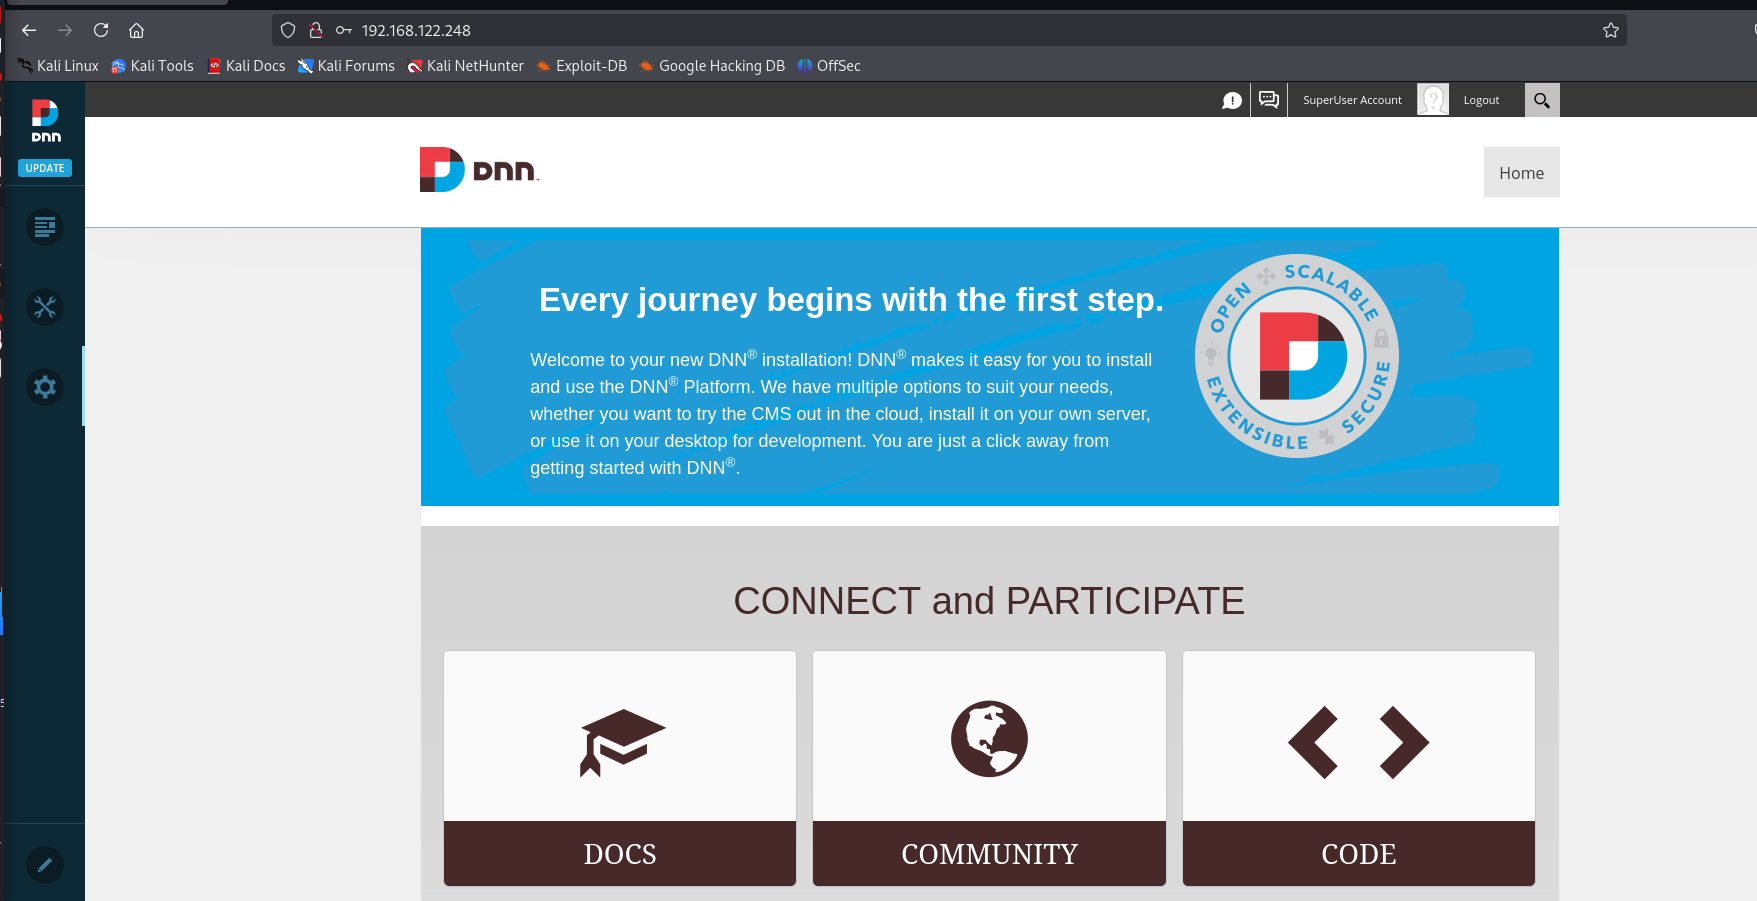 192.168.122.248
Kali Linux Kali Tools Kali Docs Kali Forums Kali NetHunter Exploit-DB Google Hacking DB OffSec
DNN
UPDATE
SuperUser Account Logout
DNN
Home
Every journey begins with the first step.
Welcome to your new DNN® installation! DNN® makes it easy for you to install
and use the DNN® Platform. We have multiple options to suit your needs,
whether you want to try the CMS out in the cloud, install it on your own server,
or use it on your desktop for development. You are just a click away from
getting started with DNN®.
OPEN SCALABLE SECURE EXTENSIBLE
CONNECT and PARTICIPATE
DOCS
COMMUNITY
CODE